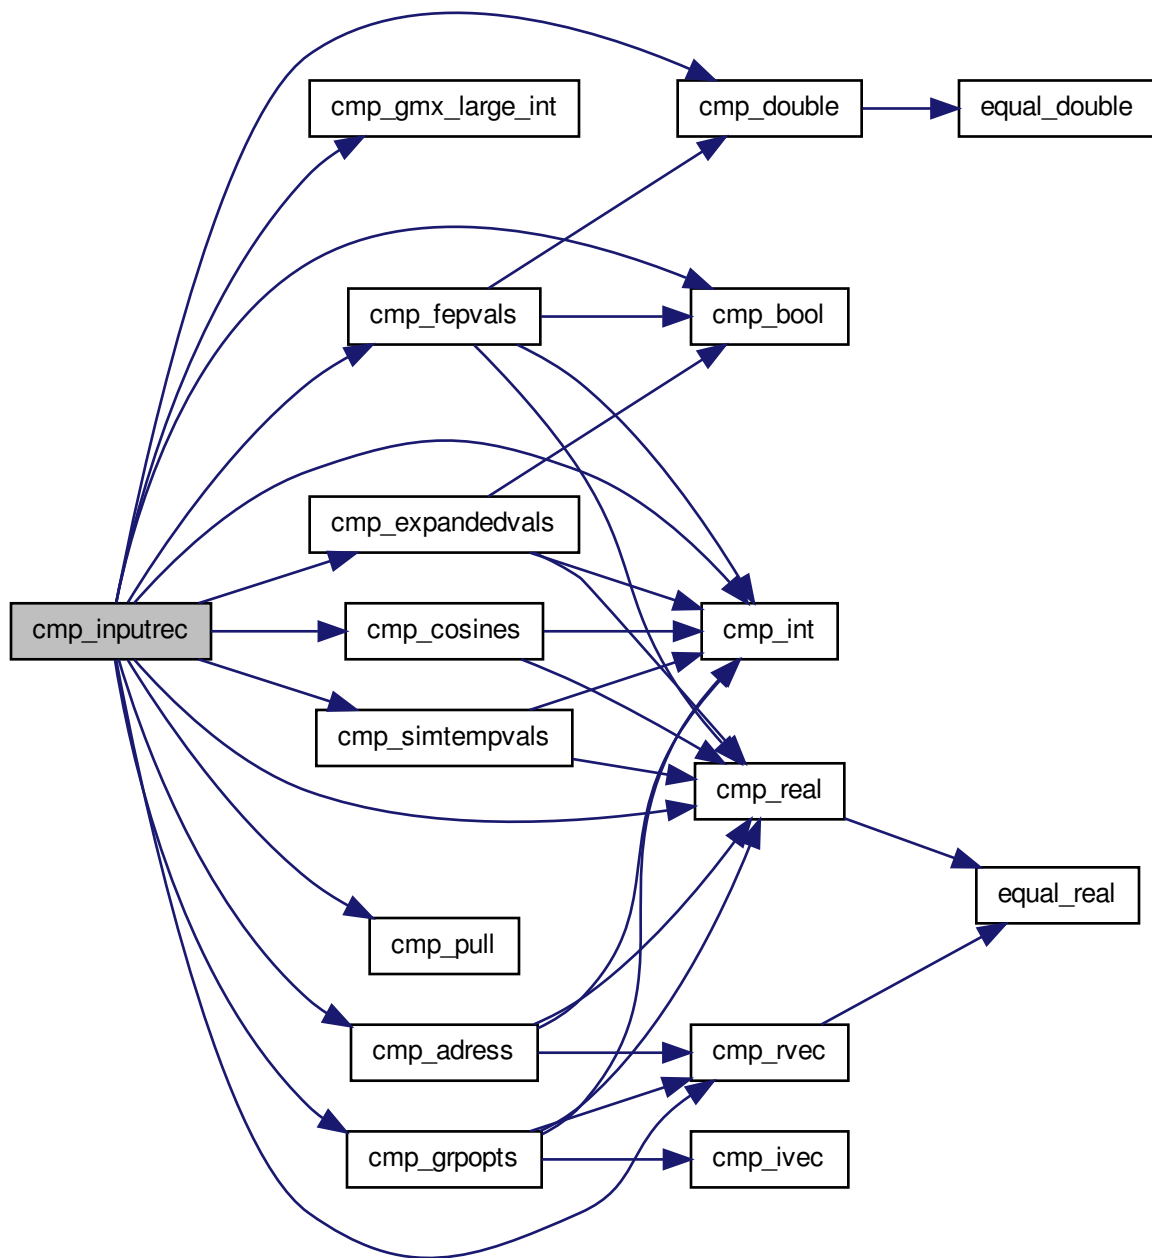 cmp_gmx_large_int
cmp_double
equal_double
cmp_fepvals
cmp_bool
cmp_expandedvals
cmp_inputrec
cmp_cosines
cmp_int
cmp_simtempvals
cmp_real
equal_real
cmp_pull
cmp_adress
cmp_rvec
cmp_grpopts
cmp_ivec